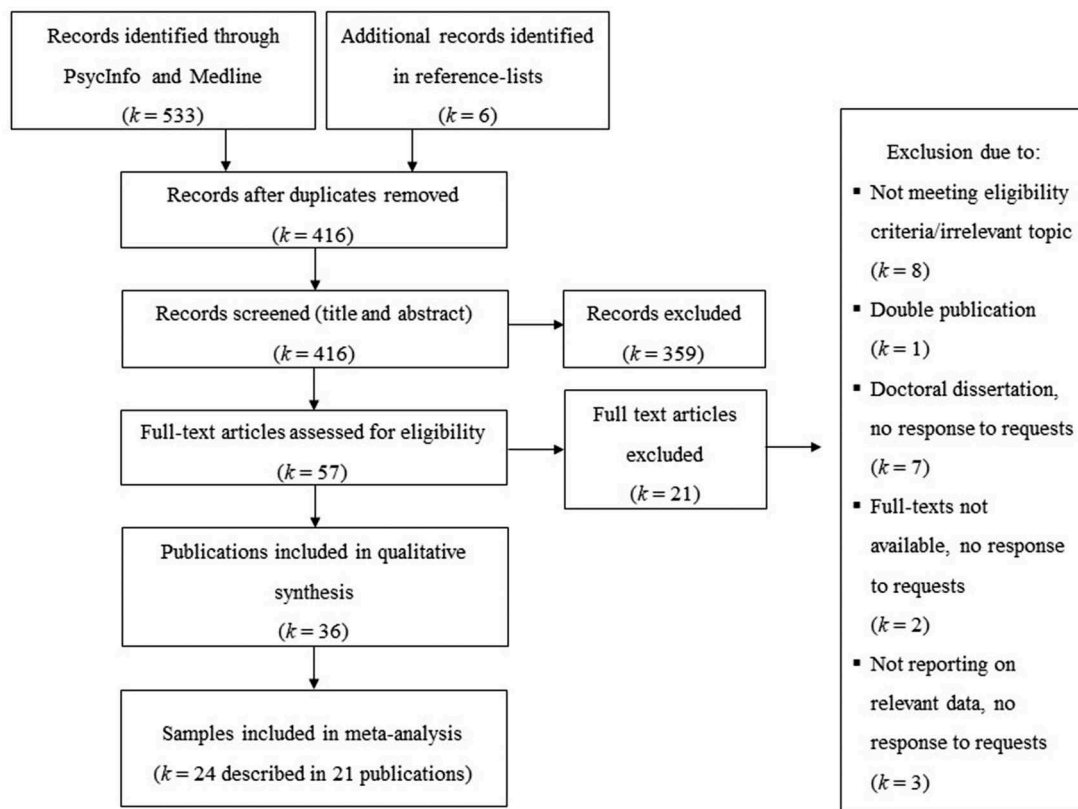 Records identified through
PsycInfo and Medline
(k = 533)
Additional records identified
in reference-lists
(k = 6)
Records after duplicates removed
(k = 416)
Records screened (title and abstract)
(k = 416)
Records excluded
(k = 359)
Full-text articles assessed for eligibility
(k = 57)
Full text articles
excluded
(k = 21)
Exclusion due to:
▪ Not meeting eligibility
criteria/irrelevant topic
(k = 8)
▪ Double publication
(k = 1)
▪ Doctoral dissertation,
no response to requests
(k = 7)
▪ Full-texts not
available, no response
to requests
(k = 2)
▪ Not reporting on
relevant data, no
response to requests
(k = 3)
Publications included in qualitative
synthesis
(k = 36)
Samples included in meta-analysis
(k = 24 described in 21 publications)